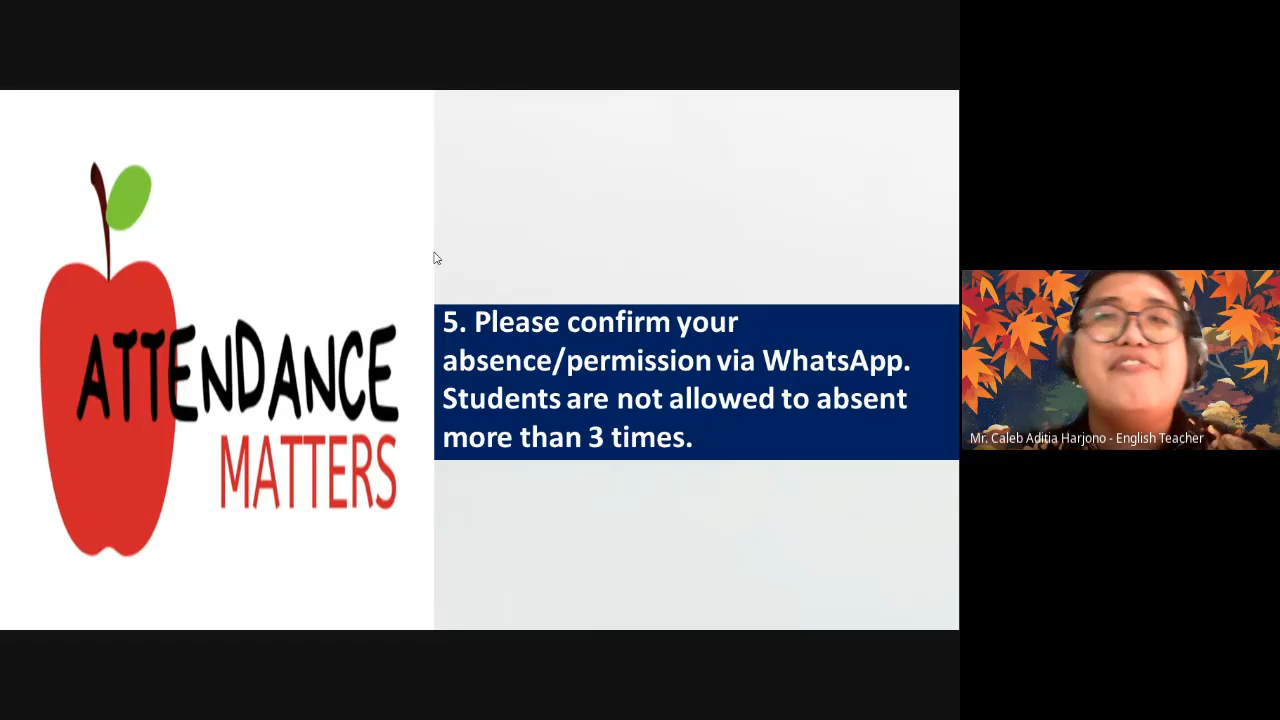 ATTENDANCE
MATTERS
5. Please confirm your
absence/permission via WhatsApp.
Students are not allowed to absent
more than 3 times.
Mr. Caleb Aditia Harjono - English Teacher